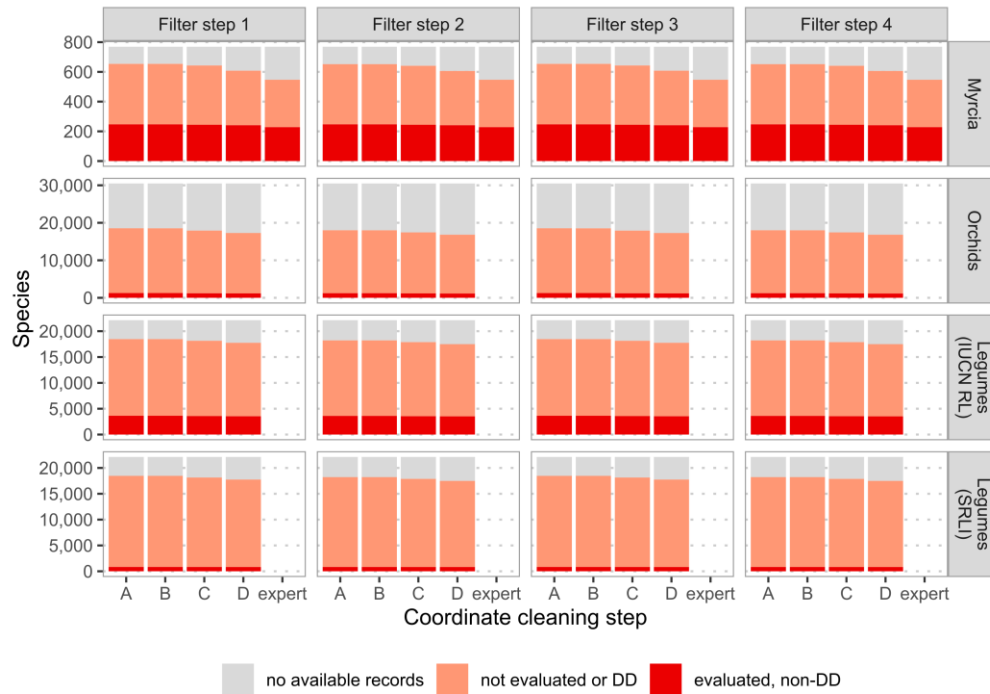 Filter step 1 Filter step 2 Filter step 3 Filter step 4
800
600
400
200
0
Myrcia
30,000
20,000
10,000
0
Orchids
20,000
15,000
10,000
5,000
0
Legumes
(IUCN RL)
20,000
15,000
10,000
5,000
0
Legumes
(SRLI)
Species
A B C D expert A B C D expert A B C D expert A B C D expert
Coordinate cleaning step
no available records not evaluated or DD evaluated, non-DD